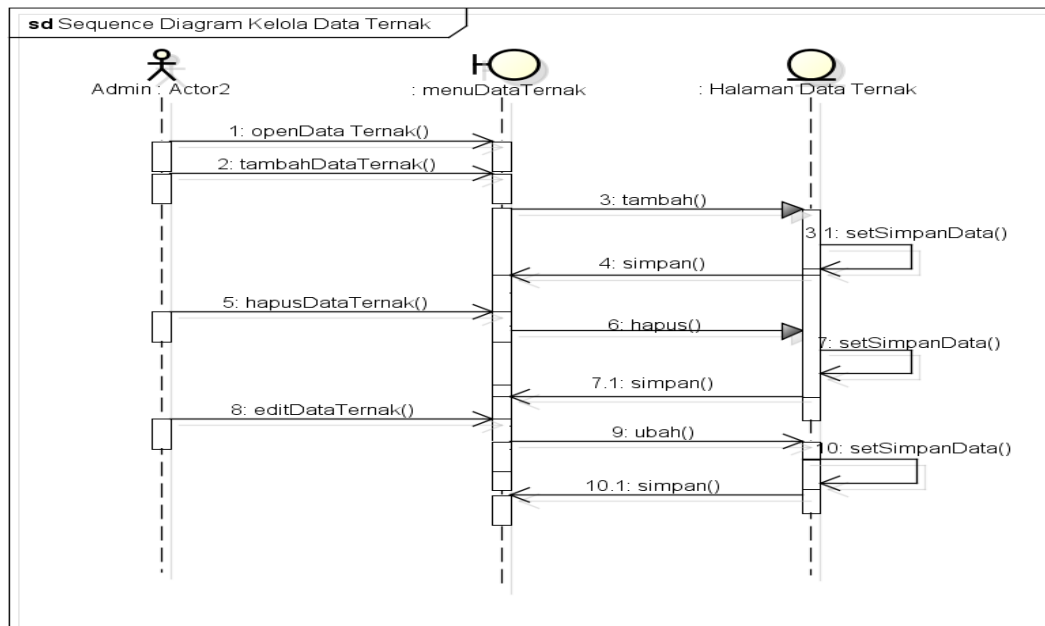 sd Sequence Diagram Kelola Data Ternak
Admin : Actor2
: menuDataTernak
: Halaman Data Ternak
1: openData Ternak()
2: tambahDataTernak()
3: tambah()
3.1: setSimpanData()
4: simpan()
5: hapusDataTernak()
6: hapus()
7: setSimpanData()
7.1: simpan()
8: editDataTernak()
9: ubah()
10: setSimpanData()
10.1: simpan()